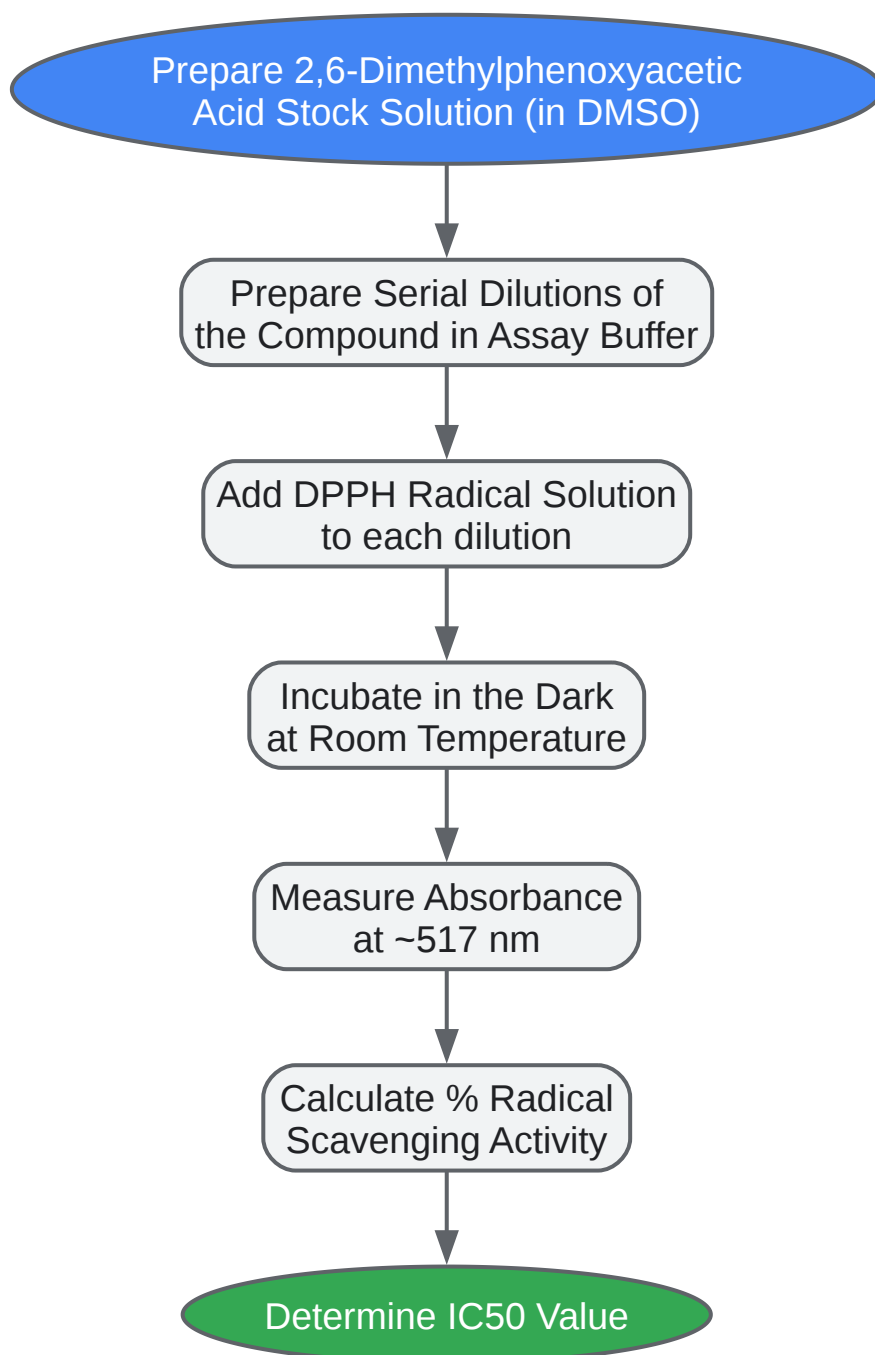 Prepare 2,6-Dimethylphenoxyacetic
Acid Stock Solution (in DMSO)
Prepare Serial Dilutions of
the Compound in Assay Buffer
Add DPPH Radical Solution
to each dilution
Incubate in the Dark
at Room Temperature
Measure Absorbance
at ~517 nm
Calculate % Radical
Scavenging Activity
Determine IC50 Value